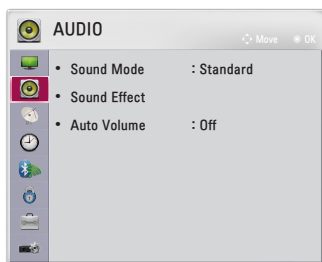 AUDIO
Move OK
• Sound Mode : Standard
• Sound Effect
• Auto Volume : Off